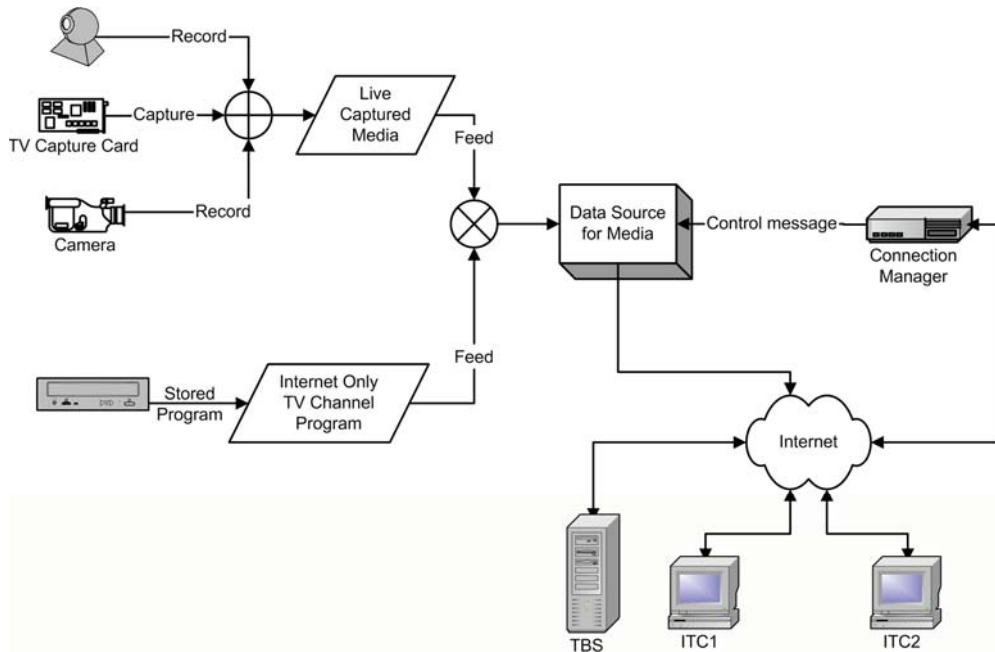 Record
Live
Captured
Media
Capture
Feed
TV Capture Card
Record
Camera
Data Source
for Media
Control message
Connection
Manager
Feed
Stored
Program
Internet Only
TV Channel
Program
DVD
Internet
TBS
ITC1
ITC2